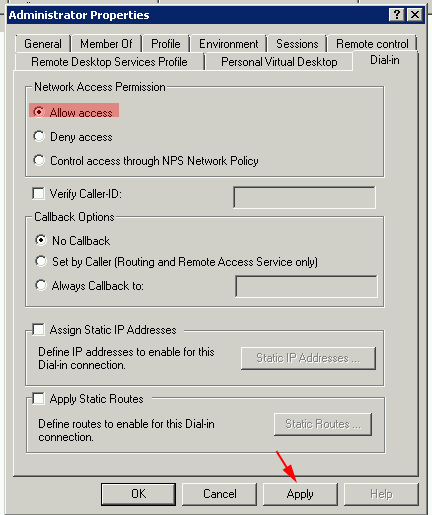 Administrator Properties
General Member Of Profile Environment Sessions Remote control
Remote Desktop Services Profile Personal Virtual Desktop Dial-in
Network Access Permission
Allow access
Deny access
Control access through NPS Network Policy
Verify Caller-ID:
Callback Options
No Callback
Set by Caller (Routing and Remote Access Service only)
Always Callback to:
Assign Static IP Addresses
Define IP addresses to enable for this
Dial-in connection.
Static IP Addresses ...
Apply Static Routes
Define routes to enable for this Dial-in
connection.
Static Routes ...
OK Cancel Apply Help